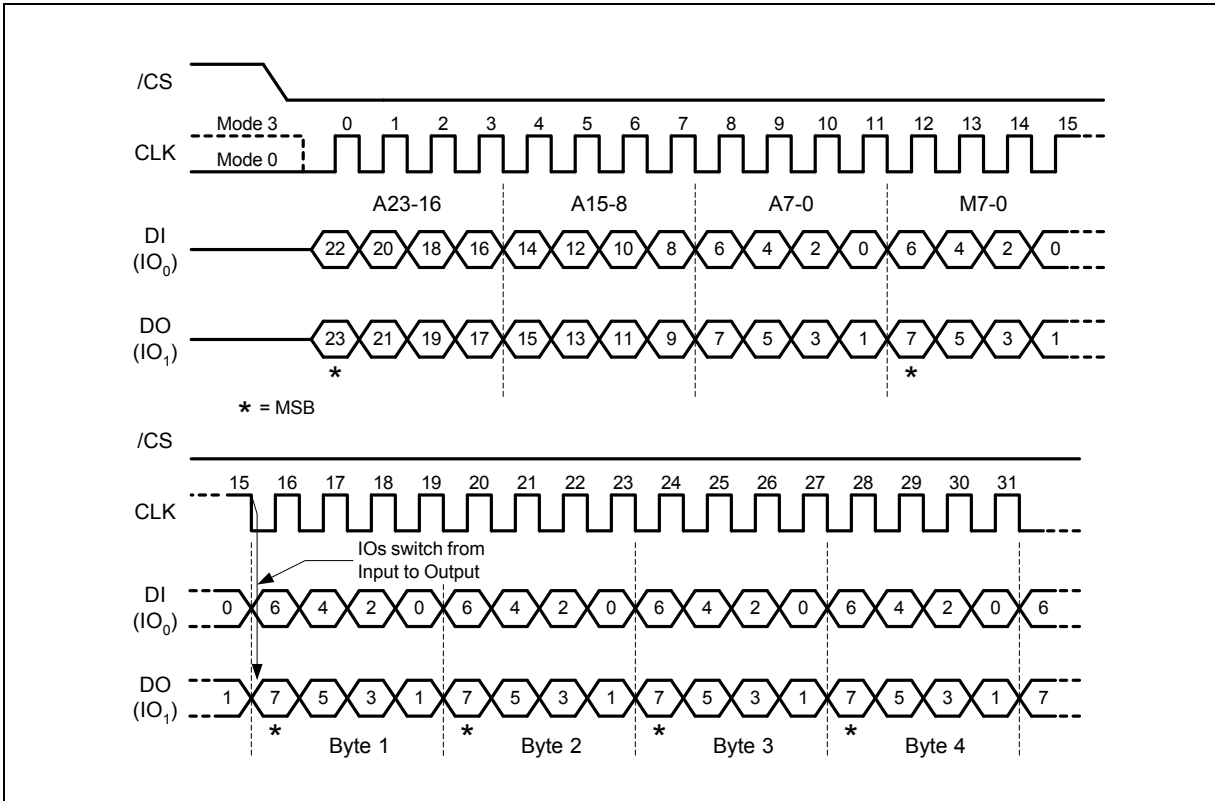 /CS
Mode 3
0 1 2 3 4 5 6 7 8 9 10 11 12 13 14 15
CLK
Mode 0
A23-16 A15-8 A7-0 M7-0
DI
(IO0)
22 20 18 16 14 12 10 8 6 4 2 0 6 4 2 0
DO
(IO1)
23 21 19 17 15 13 11 9 7 5 3 1 7 5 3 1
* *
* = MSB
/CS
15 16 17 18 19 20 21 22 23 24 25 26 27 28 29 30 31
CLK
IOs switch from
Input to Output
DI
(IO0)
0 6 4 2 0 6 4 2 0 6 4 2 0 6 4 2 0 6
DO
(IO1)
1 7 5 3 1 7 5 3 1 7 5 3 1 7 5 3 1 7
* * * *
Byte 1 Byte 2 Byte 3 Byte 4